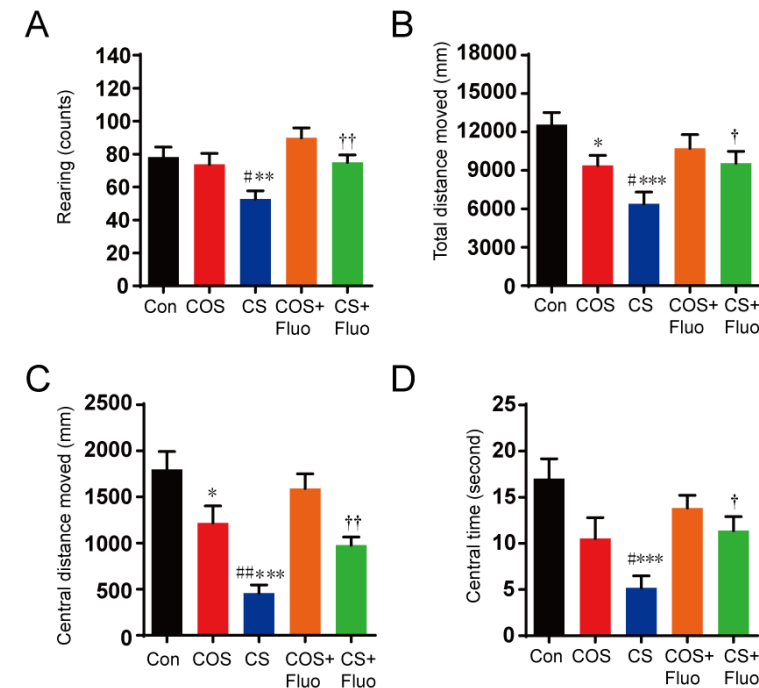 A
Rearing (counts)
140
120
100
80
60
40
20
0
#**
††
Con
COS
CS
COS+
Fluo
CS+
Fluo
B
Total distance moved (mm)
18000
15000
12000
9000
6000
3000
0
*
#***
†
Con
COS
CS
COS+
Fluo
CS+
Fluo
C
Central distance moved (mm)
2500
2000
1500
1000
500
0
*
##***
††
Con
COS
CS
COS+
Fluo
CS+
Fluo
D
Central time (second)
25
20
15
10
5
0
#***
†
Con
COS
CS
COS+
Fluo
CS+
Fluo